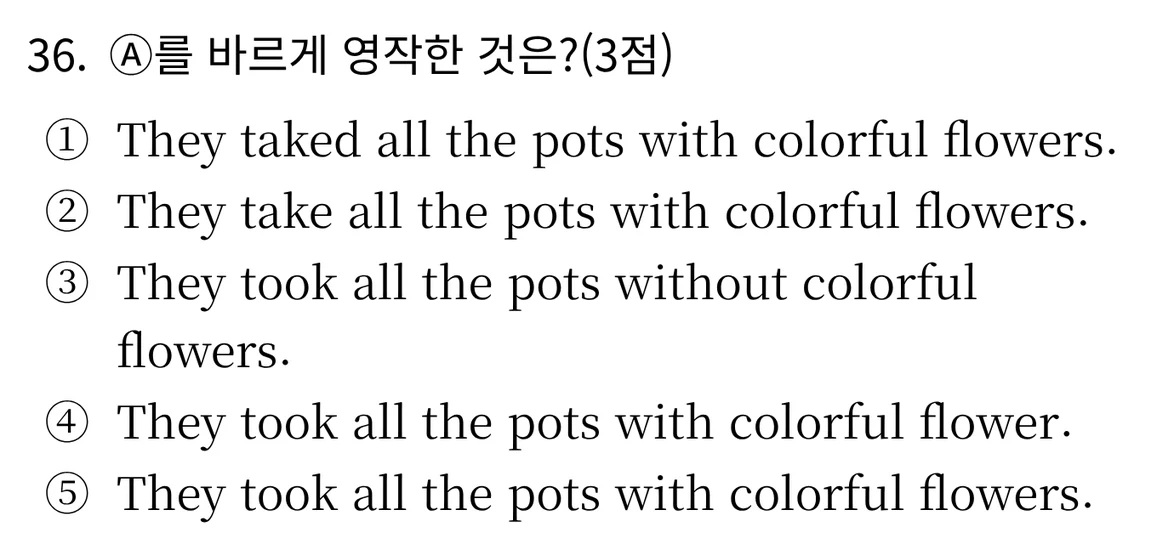 36. Ⓐ를 바르게 영작한 것은?(3점)
① They taked all the pots with colorful flowers.
② They take all the pots with colorful flowers.
③ They took all the pots without colorful
flowers.
④ They took all the pots with colorful flower.
⑤ They took all the pots with colorful flowers.